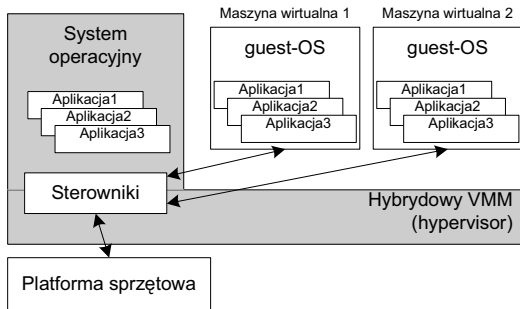 System
operacyjny
Aplikacja1
Aplikacja2
Aplikacja3
Maszyna wirtualna 1
guest-OS
Aplikacja1
Aplikacja2
Aplikacja3
Maszyna wirtualna 2
guest-OS
Aplikacja1
Aplikacja2
Aplikacja3
Sterowniki
Hybrydowy VMM
(hypervisor)
Platforma sprzętowa